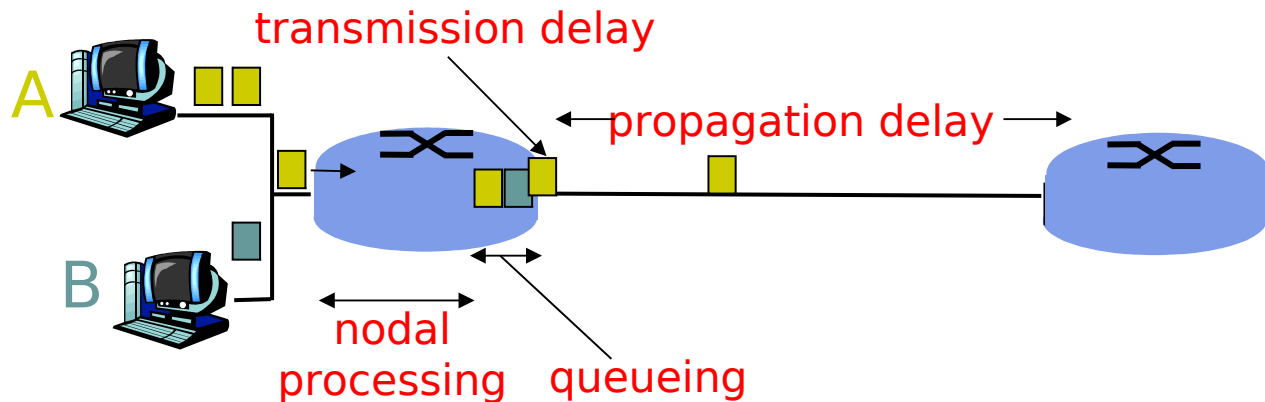 transmission delay
A
propagation delay
B
nodal
processing
queueing